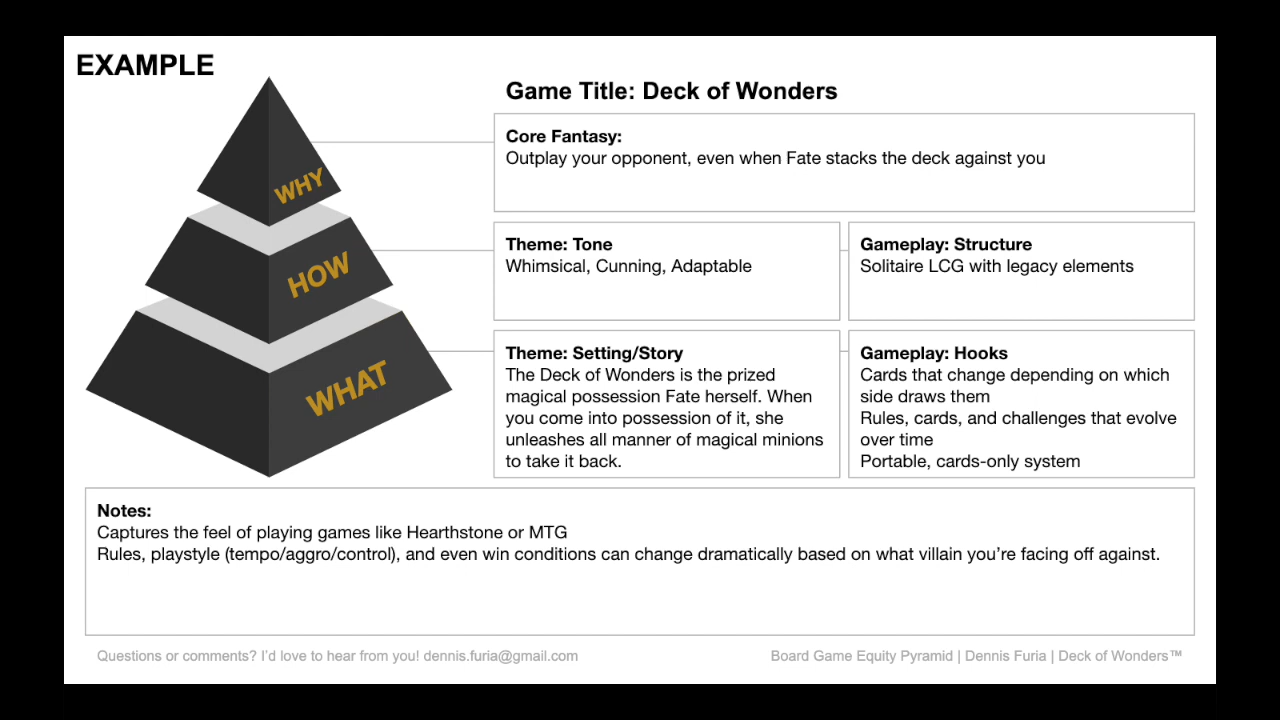 EXAMPLE
Game Title: Deck of Wonders
WHY
Core Fantasy:
Outplay your opponent, even when Fate stacks the deck against you
HOW
Theme: Tone
Whimsical, Cunning, Adaptable
Gameplay: Structure
Solitaire LCG with legacy elements
WHAT
Theme: Setting/Story
The Deck of Wonders is the prized
magical possession Fate herself. When
you come into possession of it, she
unleashes all manner of magical minions
to take it back.
Gameplay: Hooks
Cards that change depending on which
side draws them
Rules, cards, and challenges that evolve
over time
Portable, cards-only system
Notes:
Captures the feel of playing games like Hearthstone or MTG
Rules, playstyle (tempo/aggro/control), and even win conditions can change dramatically based on what villain you're facing off against.
Questions or comments? I'd love to hear from you! dennis.furia@gmail.com
Board Game Equity Pyramid | Dennis Furia | Deck of Wonders™